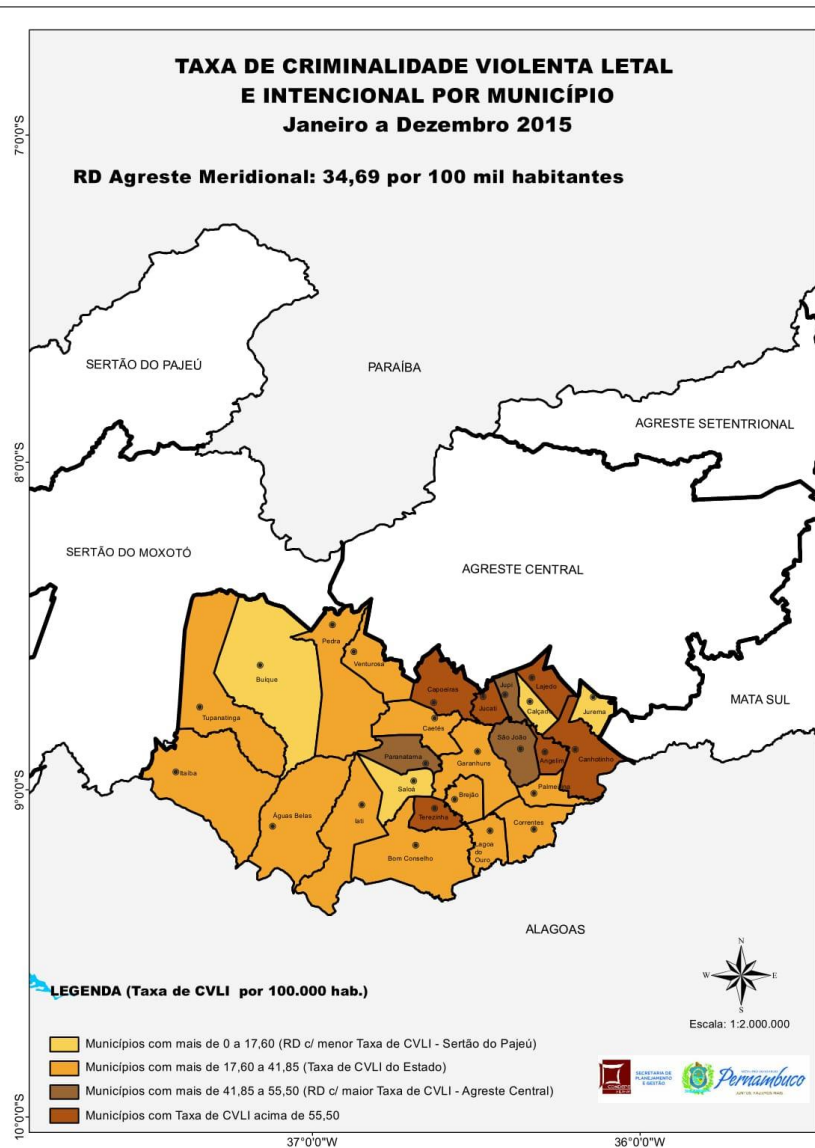 TAXA DE CRIMINALIDADE VIOLENTA LETAL
E INTENCIONAL POR MUNICÍPIO
Janeiro a Dezembro 2015
RD Agreste Meridional: 34,69 por 100 mil habitantes
7°0'0"S
SERTÃO DO PAJEÚ
PARAÍBA
AGRESTE SETENTRIONAL
8°0'0"S
SERTÃO DO MOXOTÓ
AGRESTE CENTRAL
MATA SUL
Pedra
Venturosa
Buíque
Tupanatinga
Capoeiras
Jucati
Jupi
Lajedo
Calçado
Jurema
Caetés
São João
Paranatama
Garanhuns
Angelim
Canhotinho
Itaíba
9°0'0"S
Saloá
Brejão
Palmeirina
Águas Belas
Iati
Terezinha
Correntes
Lagoa
do
Ouro
Bom Conselho
ALAGOAS
N
W
E
S
LEGENDA (Taxa de CVLI por 100.000 hab.)
Escala: 1:2.000.000
Municípios com mais de 0 a 17,60 (RD c/ menor Taxa de CVLI - Sertão do Pajeú)
Municípios com mais de 17,60 a 41,85 (Taxa de CVLI do Estado)
Municípios com mais de 41,85 a 55,50 (RD c/ maior Taxa de CVLI - Agreste Central)
Municípios com Taxa de CVLI acima de 55,50
SECRETARIA DE
PLANEJAMENTO
E GESTÃO
Pernambuco
10°0'0"S
37°0'0"W
36°0'0"W